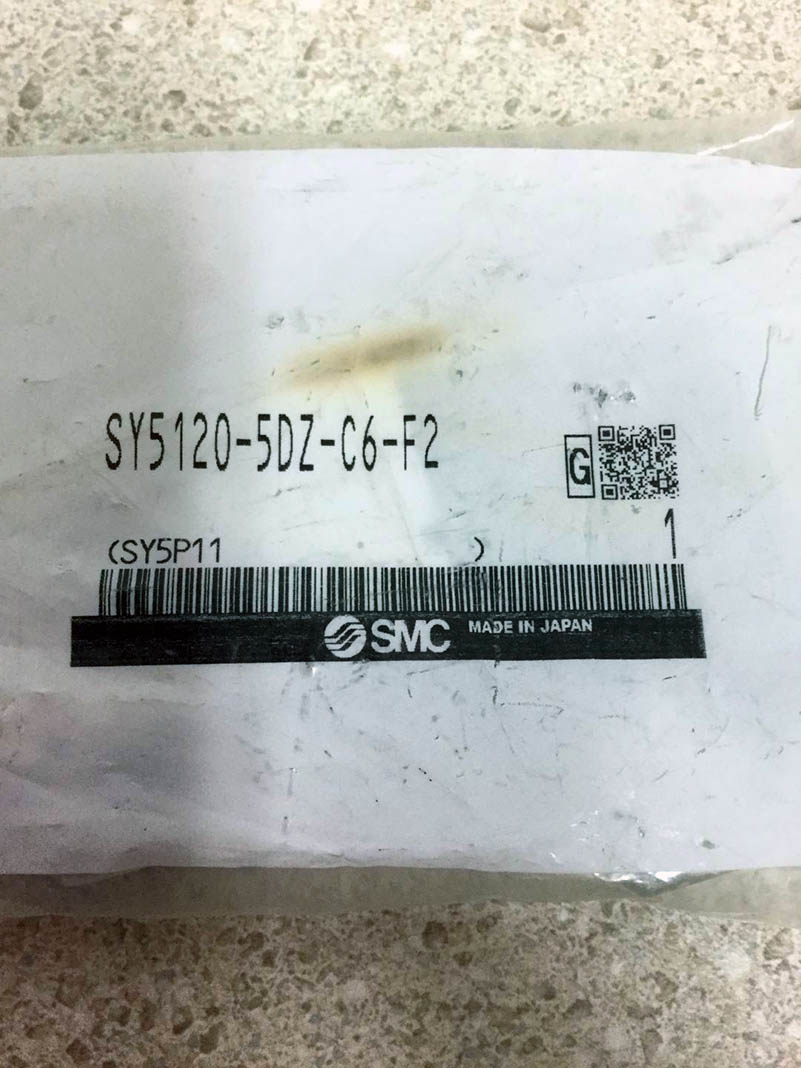 SY5120-5DZ-C6-F2
G
1
(SY5P11 )
SMC MADE IN JAPAN